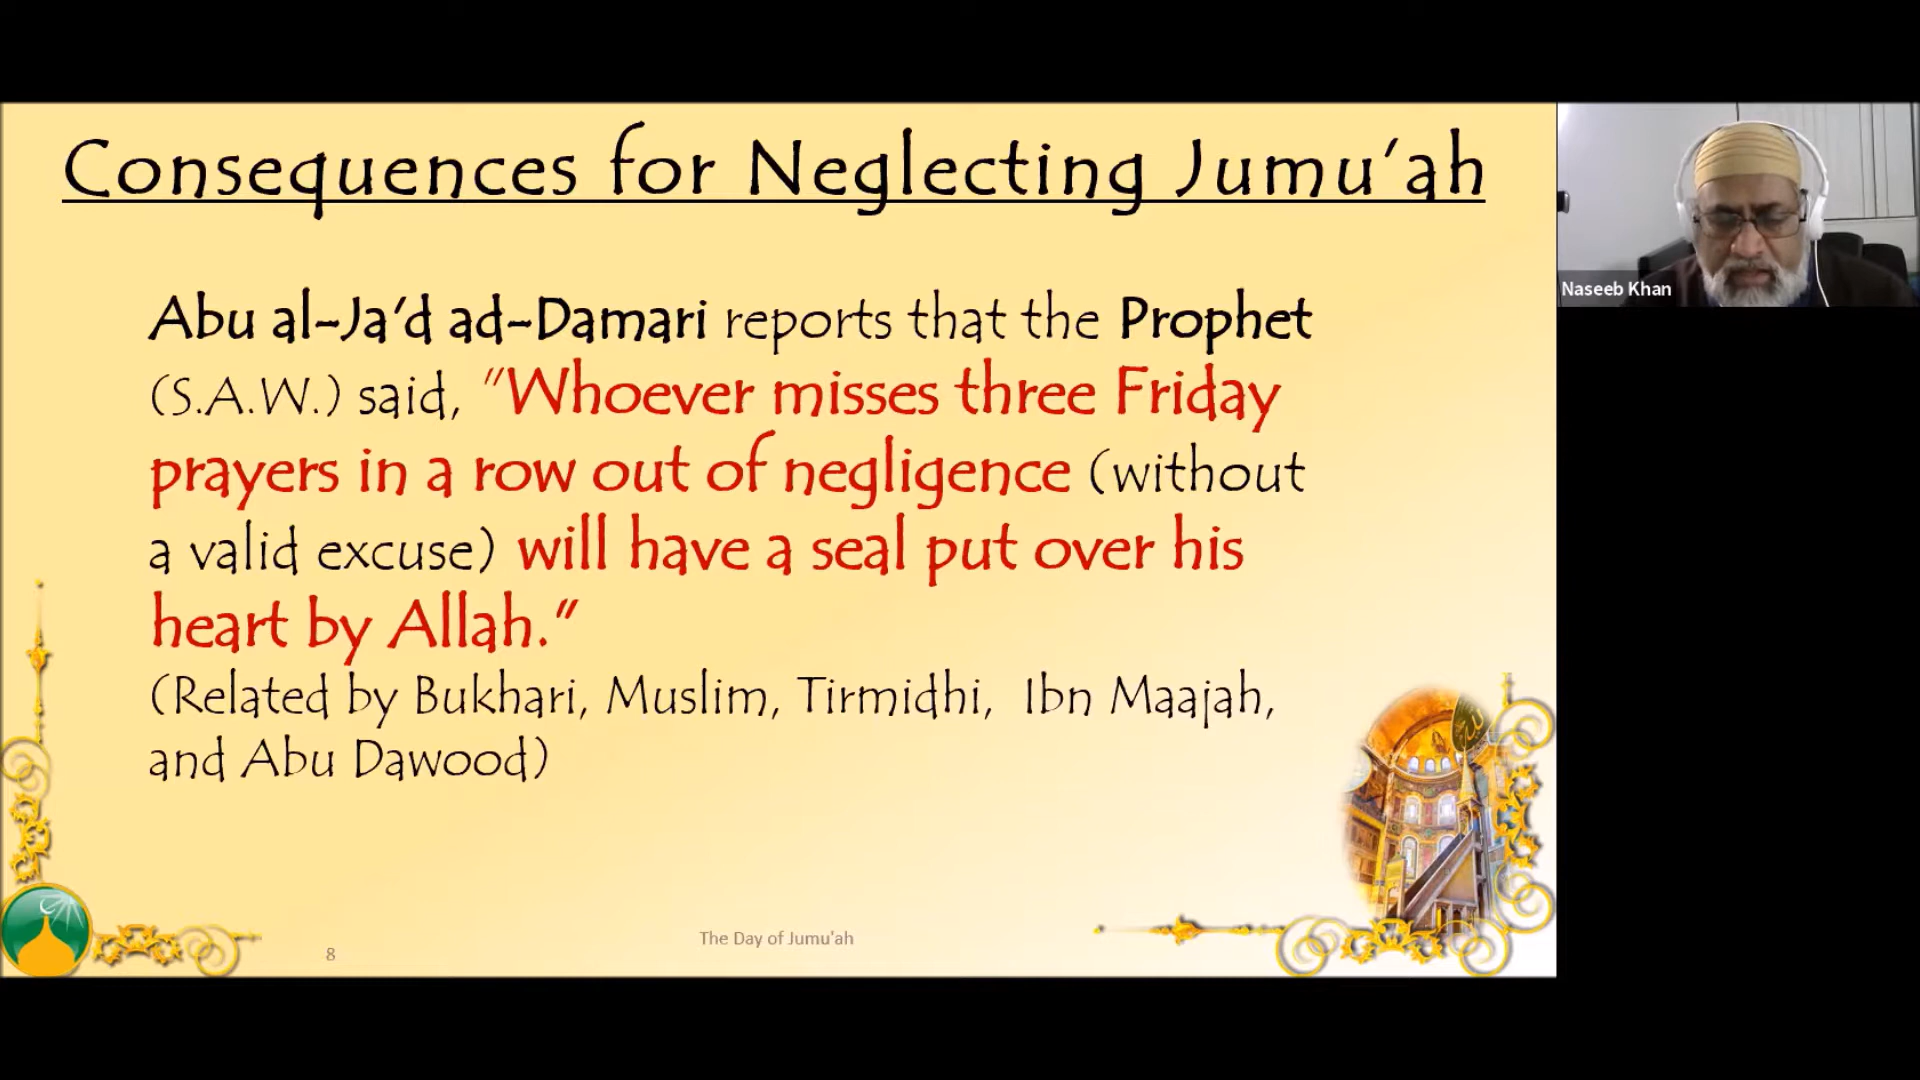 Consequences for Neglecting Jumu'ah
Abu al-Ja'd ad-Damari reports that the Prophet
(S.A.W.) said, "Whoever misses three Friday
prayers in a row out of negligence (without
a valid excuse) will have a seal put over his
heart by Allah."
(Related by Bukhari, Muslim, Tirmidhi, Ibn Maajah,
and Abu Dawood)
The Day of Jumu'ah
8
Naseeb Khan